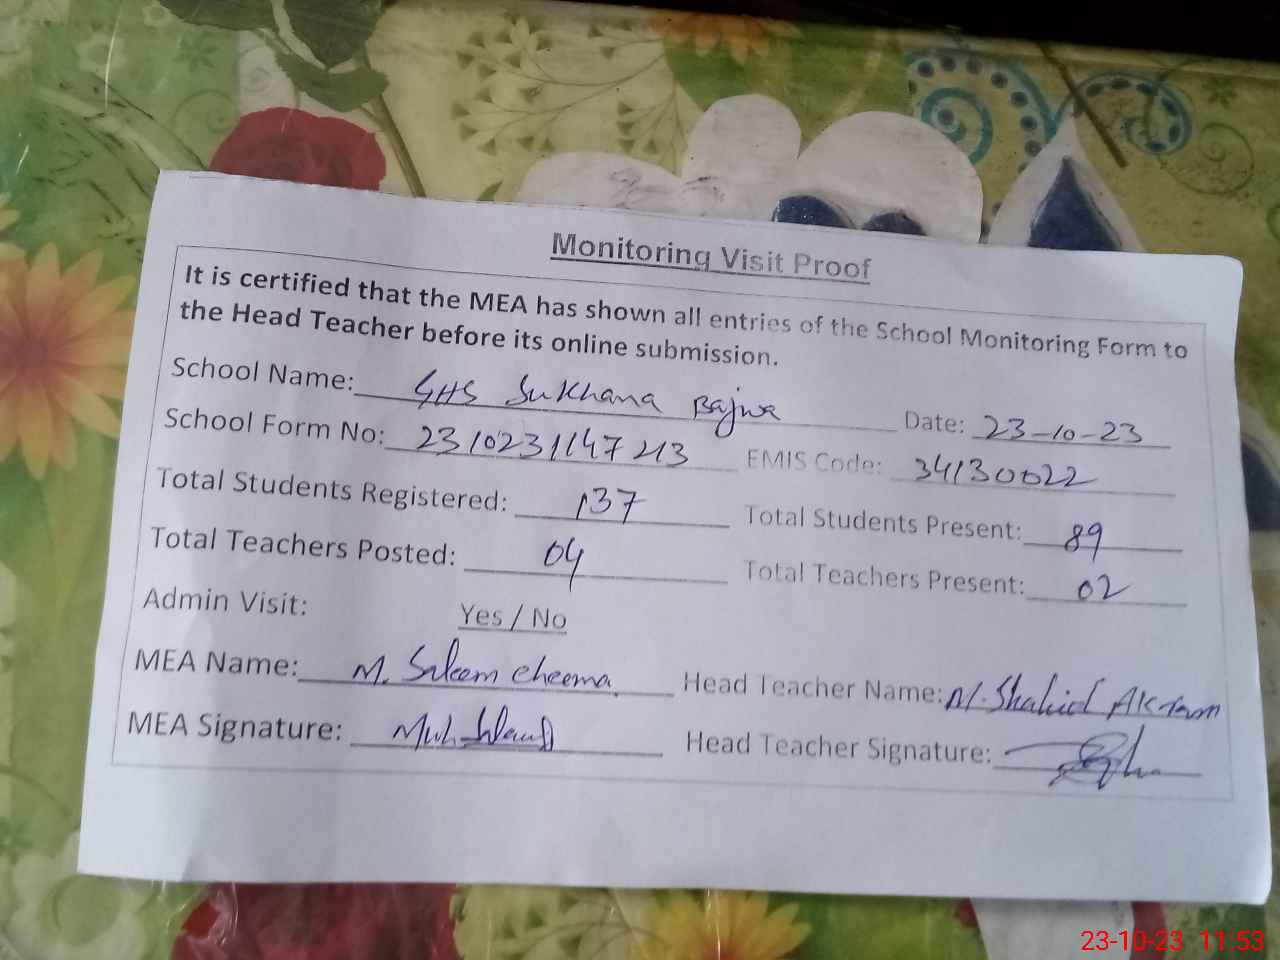 Monitoring Visit Proof
It is certified that the MEA has shown all entries of the School Monitoring Form to
the Head Teacher before its online submission.
School Name: GHS Sukhana Bajwa Date: 23-10-23
School Form No: 2310231147213 EMIS Code: 34130022
Total Students Registered: 137 Total Students Present: 89
Total Teachers Posted: 04 Total Teachers Present: 02
Admin Visit: Yes / No
MEA Name: M. Saleem cheema Head Teacher Name: M. Shahid Akram
MEA Signature: Head Teacher Signature:
23-10-23 11:53